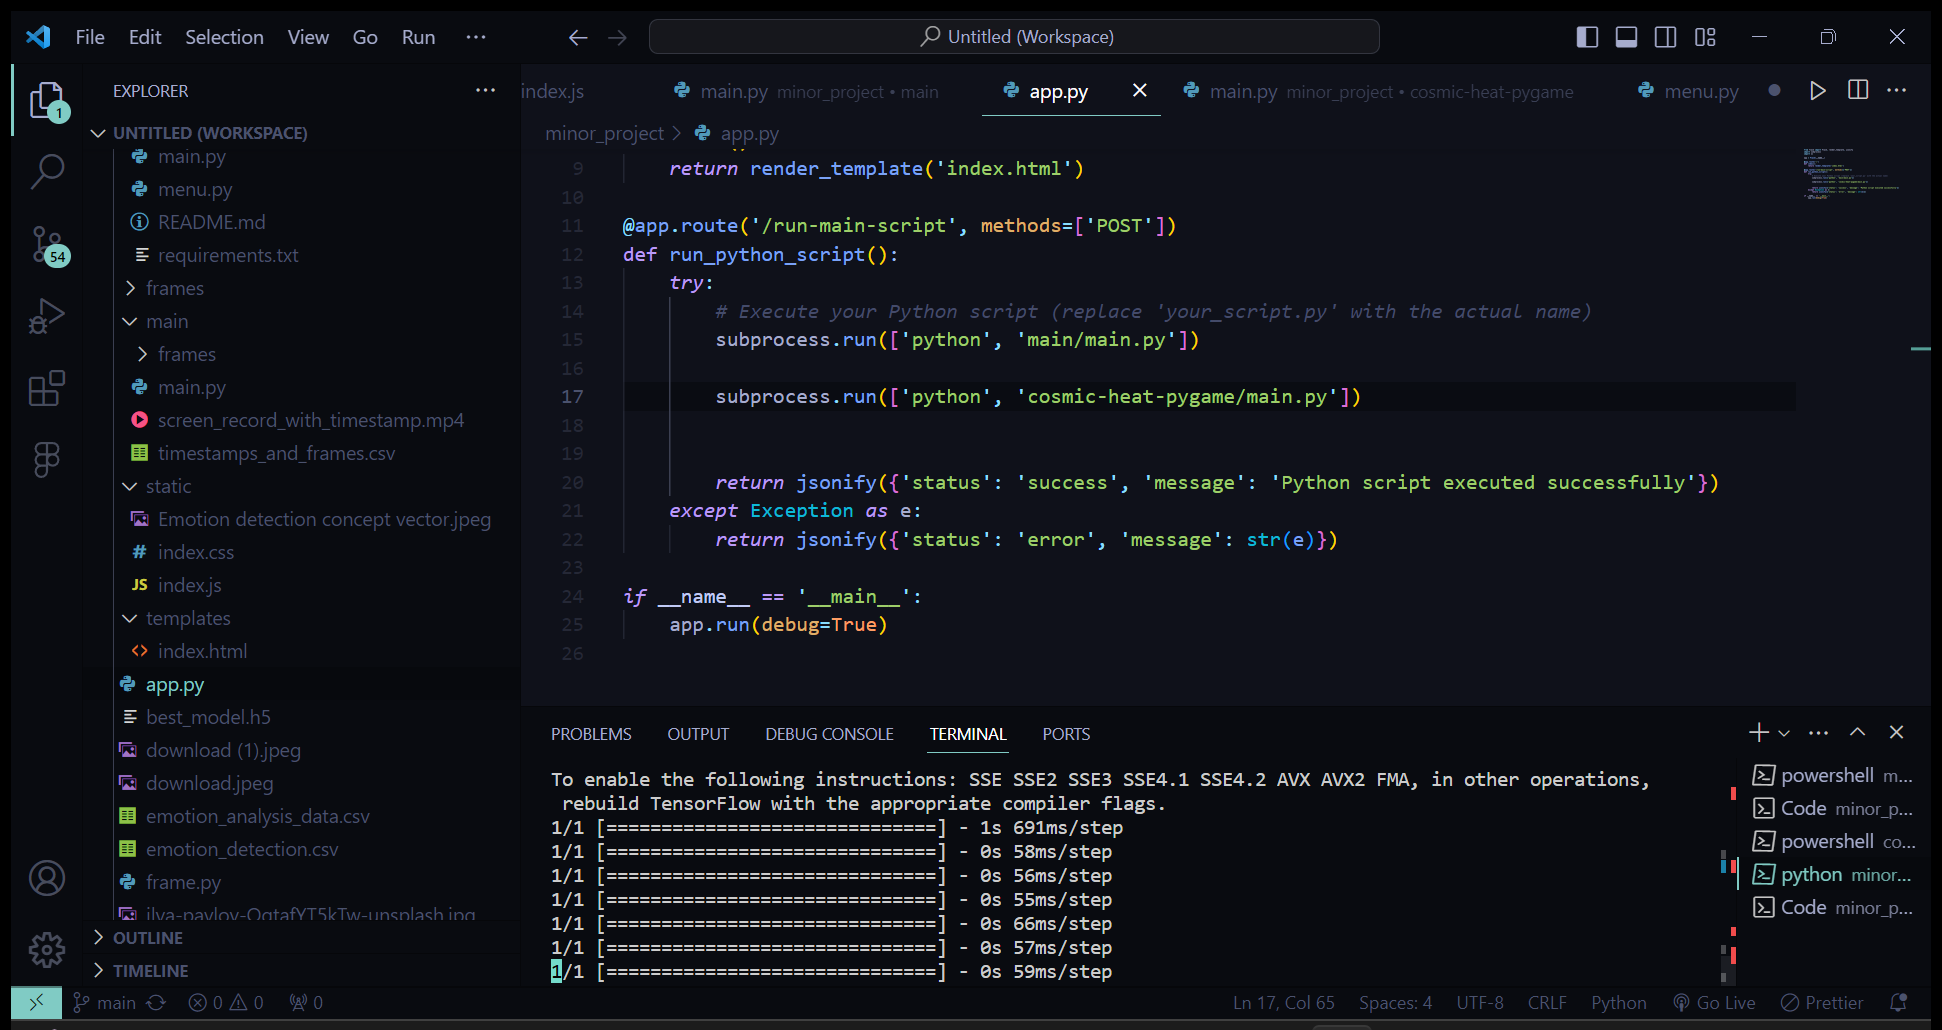 File Edit Selection View Go Run ···
Untitled (Workspace)
EXPLORER
index.js
main.py minor_project • main
app.py
main.py minor_project • cosmic-heat-pygame
menu.py
1
54
UNTITLED (WORKSPACE)
main.py
menu.py
README.md
requirements.txt
frames
main
frames
main.py
screen_record_with_timestamp.mp4
timestamps_and_frames.csv
static
Emotion detection concept vector.jpeg
index.css
JS index.js
templates
index.html
app.py
best_model.h5
download (1).jpeg
download.jpeg
emotion_analysis_data.csv
emotion_detection.csv
frame.py
OUTLINE
TIMELINE
minor_project > app.py
9 return render_template('index.html')
10
11 @app.route('/run-main-script', methods=['POST'])
12 def run_python_script():
13 try:
14 # Execute your Python script (replace 'your_script.py' with the actual name)
15 subprocess.run(['python', 'main/main.py'])
16
17 subprocess.run(['python', 'cosmic-heat-pygame/main.py'])
18
19
20 return jsonify({'status': 'success', 'message': 'Python script executed successfully'})
21 except Exception as e:
22 return jsonify({'status': 'error', 'message': str(e)})
23
24 if __name__ == '__main__':
25 app.run(debug=True)
26
PROBLEMS OUTPUT DEBUG CONSOLE TERMINAL PORTS
To enable the following instructions: SSE SSE2 SSE3 SSE4.1 SSE4.2 AVX AVX2 FMA, in other operations,
rebuild TensorFlow with the appropriate compiler flags.
1/1 [==============================] - 1s 691ms/step
1/1 [==============================] - 0s 58ms/step
1/1 [==============================] - 0s 56ms/step
1/1 [==============================] - 0s 55ms/step
1/1 [==============================] - 0s 66ms/step
1/1 [==============================] - 0s 57ms/step
1/1 [==============================] - 0s 59ms/step
powershell m...
Code minor_p...
powershell co...
python minor...
Code minor_p...
main 0 0 0
Ln 17, Col 65 Spaces: 4 UTF-8 CRLF Python Go Live Prettier